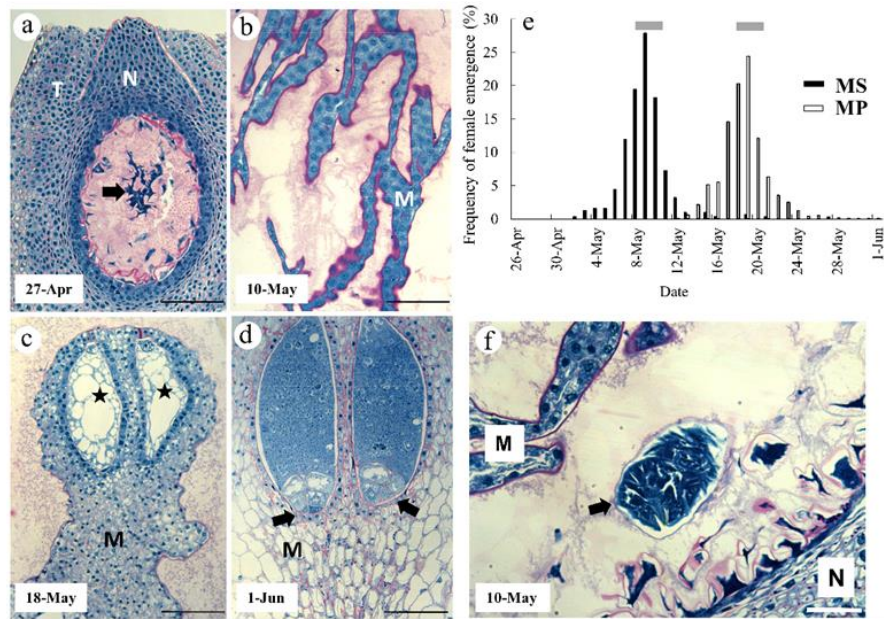 a
T
N
27-Apr
b
M
10-May
e
Frequency of female emergence (%)
30
25
20
15
10
5
0
26-Apr
30-Apr
4-May
8-May
12-May
16-May
20-May
24-May
28-May
1-Jun
Date
MS
MP
c
M
18-May
d
M
1-Jun
f
M
N
10-May